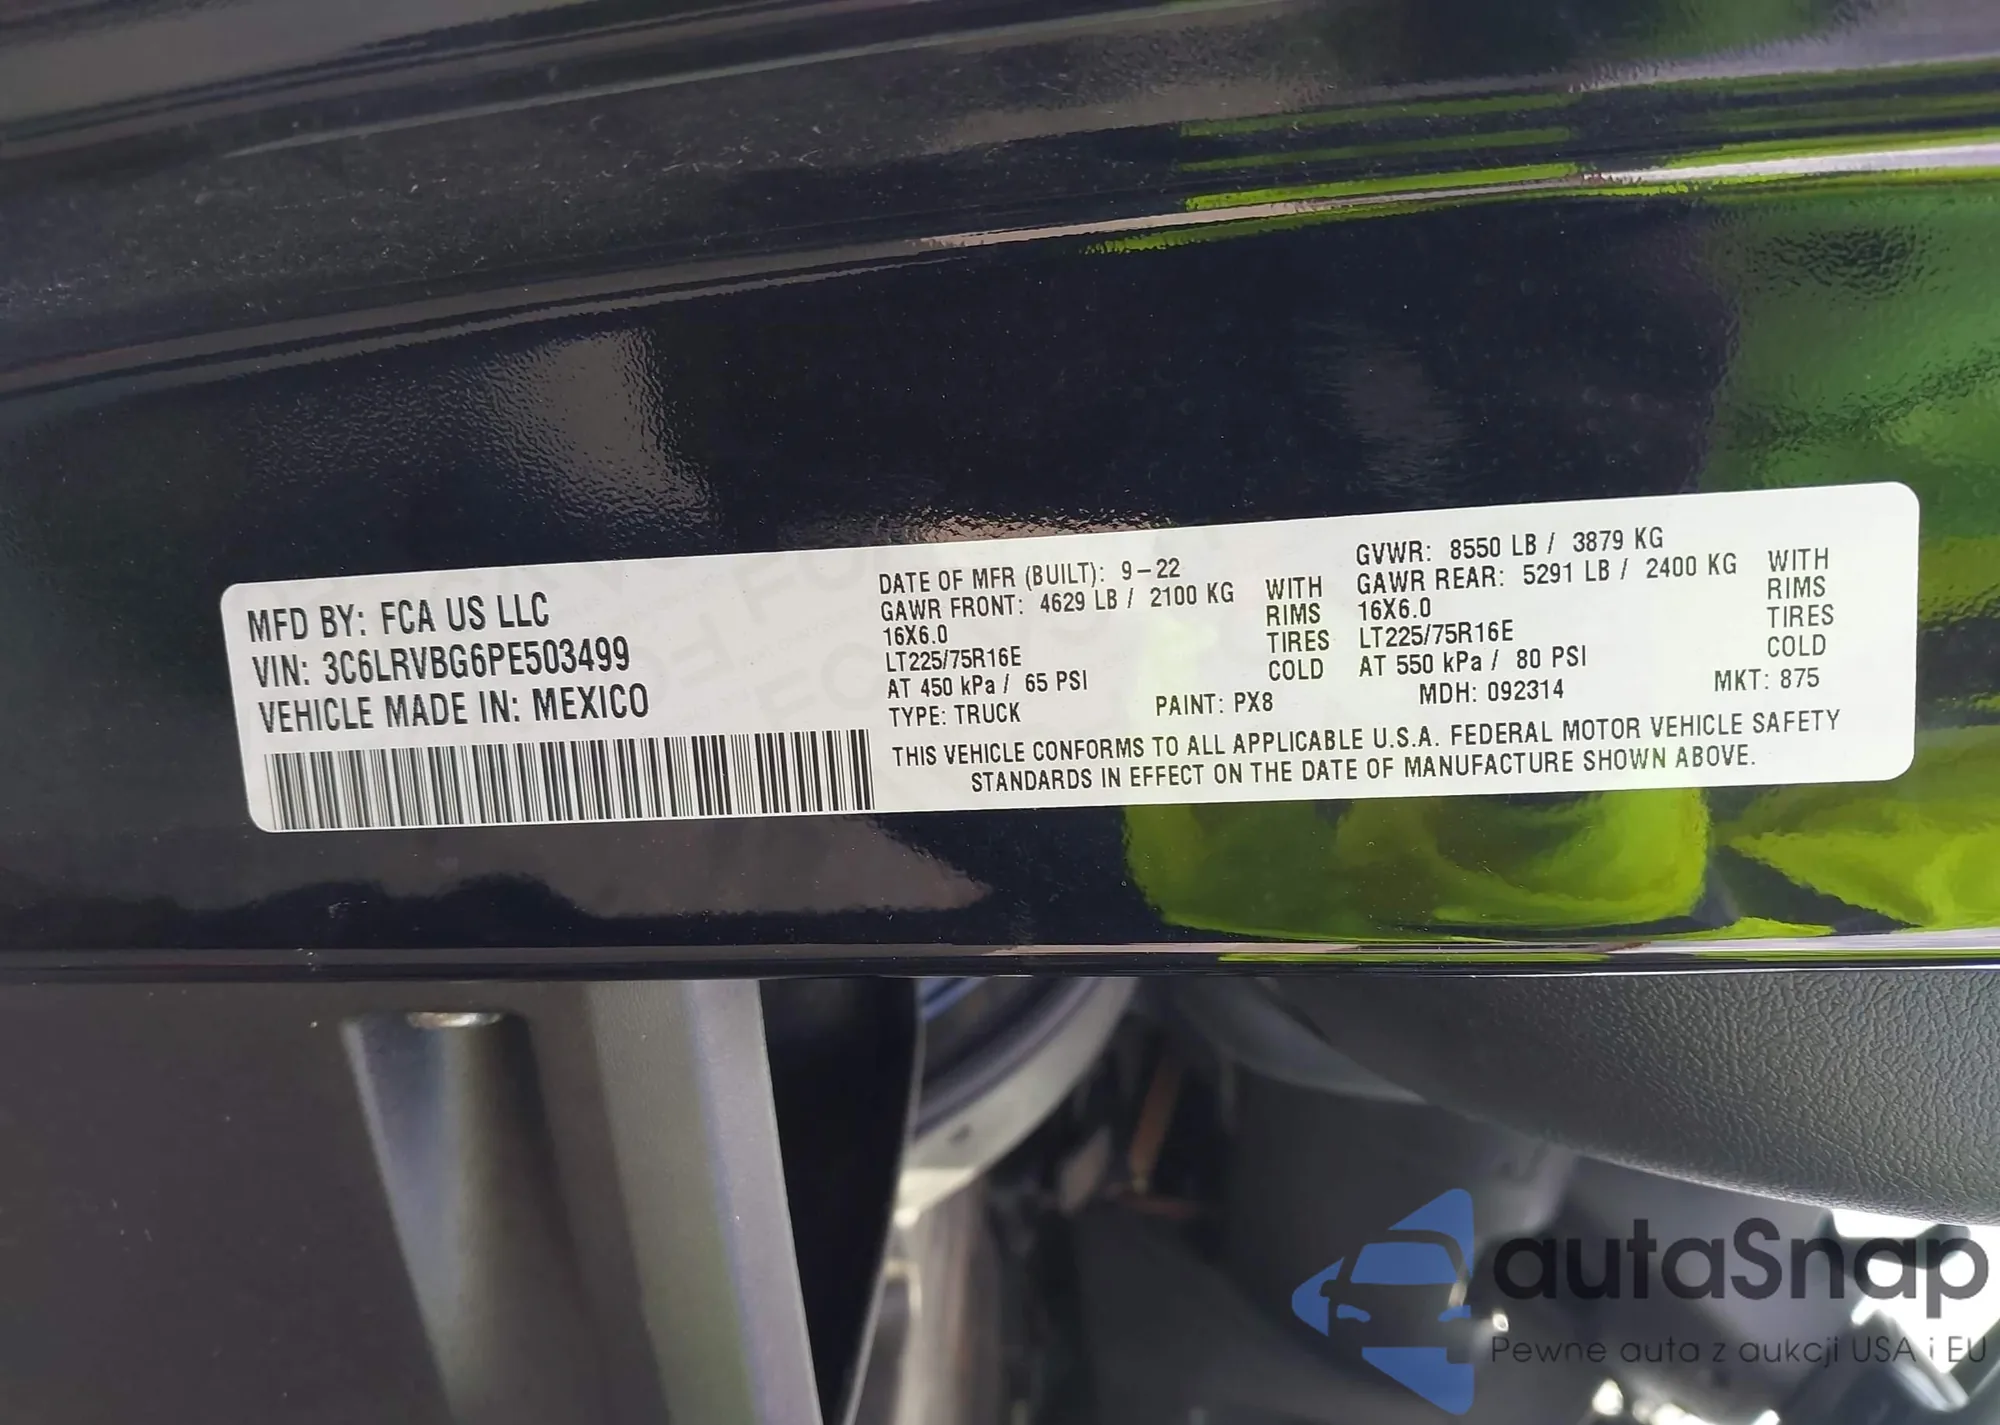 MFD BY: FCA US LLC
VIN: 3C6LRVBG6PE503499
VEHICLE MADE IN: MEXICO
DATE OF MFR (BUILT): 9-22
GAWR FRONT: 4629 LB / 2100 KG WITH
16X6.0 RIMS
LT225/75R16E TIRES
AT 450 kPa / 65 PSI COLD
TYPE: TRUCK
PAINT: PX8
GVWR: 8550 LB / 3879 KG
GAWR REAR: 5291 LB / 2400 KG WITH
16X6.0 RIMS
LT225/75R16E TIRES
AT 550 kPa / 80 PSI COLD
MDH: 092314 MKT: 875
THIS VEHICLE CONFORMS TO ALL APPLICABLE U.S.A. FEDERAL MOTOR VEHICLE SAFETY
STANDARDS IN EFFECT ON THE DATE OF MANUFACTURE SHOWN ABOVE.
autaSnap
Pewne auta z aukcji USA i EU